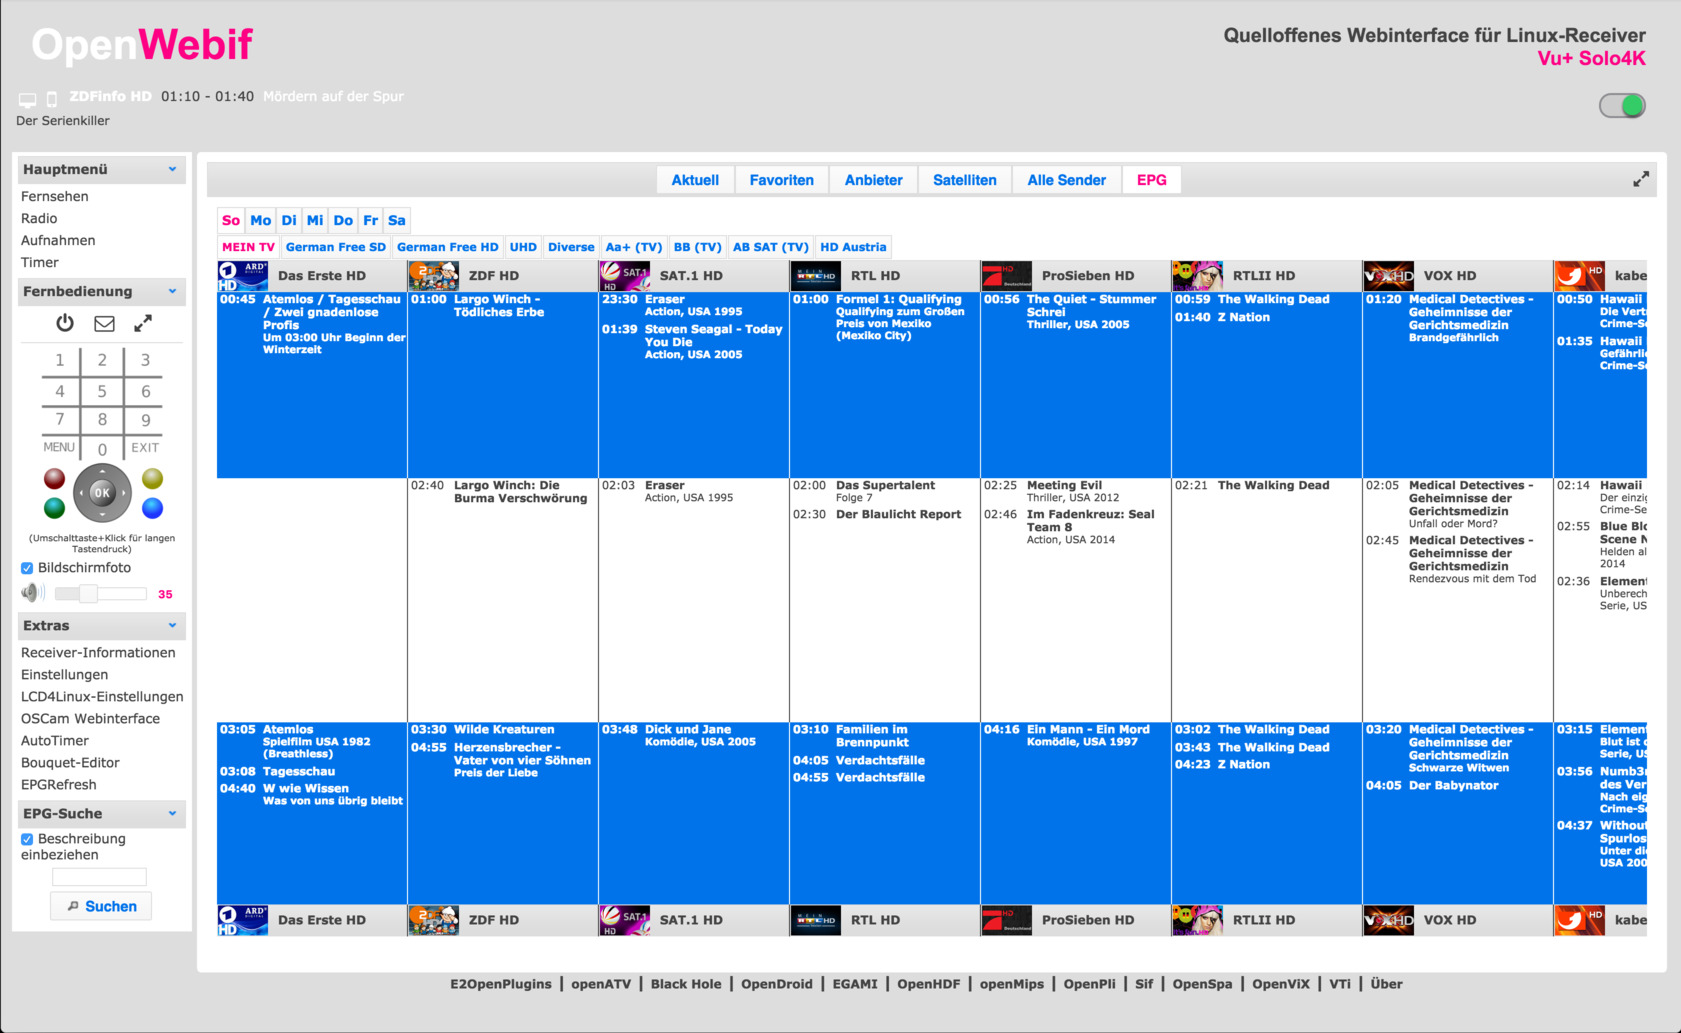 OpenWebif
Quelloffenes Webinterface für Linux-Receiver
Vu+ Solo4K
ZDFinfo HD 01:10 - 01:40 Mördern auf der Spur
Der Serienkiller
Hauptmenü
Fernsehen
Radio
Aufnahmen
Timer
Fernbedienung
1 2 3
4 5 6
7 8 9
MENU 0 EXIT
OK
(Umschalttaste+Klick für langen
Tastendruck)
Bildschirmfoto
35
Extras
Receiver-Informationen
Einstellungen
LCD4Linux-Einstellungen
OSCam Webinterface
AutoTimer
Bouquet-Editor
EPGRefresh
EPG-Suche
Beschreibung
einbeziehen
Suchen
Aktuell Favoriten Anbieter Satelliten Alle Sender EPG
So Mo Di Mi Do Fr Sa
MEIN TV German Free SD German Free HD UHD Diverse Aa+ (TV) BB (TV) AB SAT (TV) HD Austria
Das Erste HD ZDF HD SAT.1 HD RTL HD ProSieben HD RTLII HD VOX HD kabe
00:45 Atemlos / Tagesschau
/ Zwei gnadenlose
Profis
Um 03:00 Uhr Beginn der
Winterzeit
01:00 Largo Winch -
Tödliches Erbe
23:30 Eraser
Action, USA 1995
01:39 Steven Seagal - Today
You Die
Action, USA 2005
01:00 Formel 1: Qualifying
Qualifying zum Großen
Preis von Mexiko
(Mexiko City)
00:56 The Quiet - Stummer
Schrei
Thriller, USA 2005
00:59 The Walking Dead
01:40 Z Nation
01:20 Medical Detectives -
Geheimnisse der
Gerichtsmedizin
Brandgefährlich
00:50 Hawaii
Die Vert
Crime-Se
01:35 Hawaii
Gefährli
Crime-Se
02:40 Largo Winch: Die
Burma Verschwörung
02:03 Eraser
Action, USA 1995
02:00 Das Supertalent
Folge 7
02:30 Der Blaulicht Report
02:25 Meeting Evil
Thriller, USA 2012
02:46 Im Fadenkreuz: Seal
Team 8
Action, USA 2014
02:21 The Walking Dead
02:05 Medical Detectives -
Geheimnisse der
Gerichtsmedizin
Unfall oder Mord?
02:45 Medical Detectives -
Geheimnisse der
Gerichtsmedizin
Rendezvous mit dem Tod
02:14 Hawaii
Der einzig
Crime-Se
02:55 Blue Blo
Scene N
Helden al
2014
02:36 Element
Unberech
Serie, US
03:05 Atemlos
Spielfilm USA 1982
(Breathless)
03:08 Tagesschau
04:40 W wie Wissen
Was von uns übrig bleibt
03:30 Wilde Kreaturen
04:55 Herzensbrecher -
Vater von vier Söhnen
Preis der Liebe
03:48 Dick und Jane
Komödie, USA 2005
03:10 Familien im
Brennpunkt
04:05 Verdachtsfälle
04:55 Verdachtsfälle
04:16 Ein Mann - Ein Mord
Komödie, USA 1997
03:02 The Walking Dead
03:43 The Walking Dead
04:23 Z Nation
03:20 Medical Detectives -
Geheimnisse der
Gerichtsmedizin
Schwarze Witwen
04:05 Der Babynator
03:15 Element
Blut ist d
Serie, US
03:56 Numb3r
des Ver
Nach eig
Crime-Se
04:37 Without
Spurlos
Unter die
USA 200
Das Erste HD ZDF HD SAT.1 HD RTL HD ProSieben HD RTLII HD VOX HD kabe
E2OpenPlugins | openATV | Black Hole | OpenDroid | EGAMI | OpenHDF | openMips | OpenPli | Sif | OpenSpa | OpenViX | VTi | Über